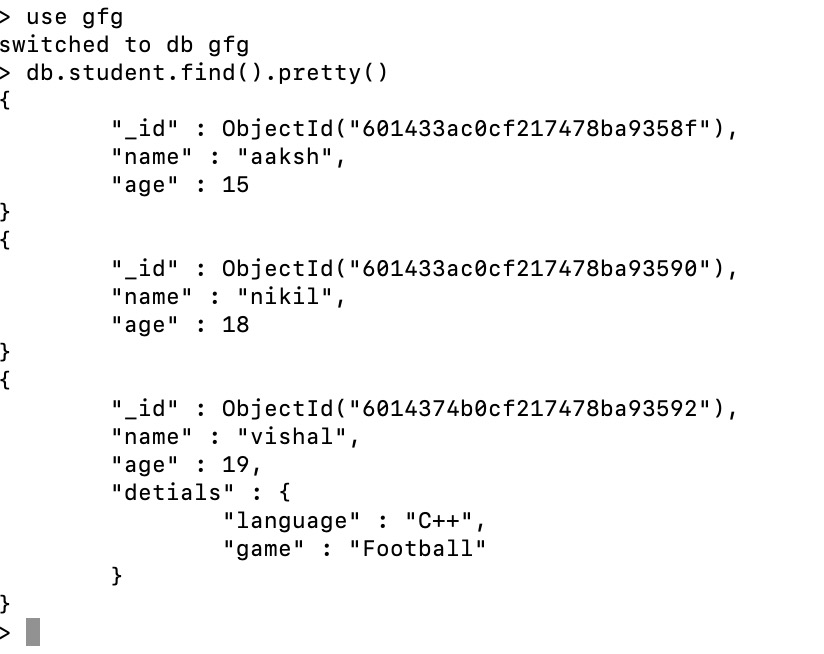 > use gfg
switched to db gfg
> db.student.find().pretty()
{
        "_id" : ObjectId("601433ac0cf217478ba9358f"),
        "name" : "aaksh",
        "age" : 15
}
{
        "_id" : ObjectId("601433ac0cf217478ba93590"),
        "name" : "nikil",
        "age" : 18
}
{
        "_id" : ObjectId("6014374b0cf217478ba93592"),
        "name" : "vishal",
        "age" : 19,
        "detials" : {
                "language" : "C++",
                "game" : "Football"
        }
}
>